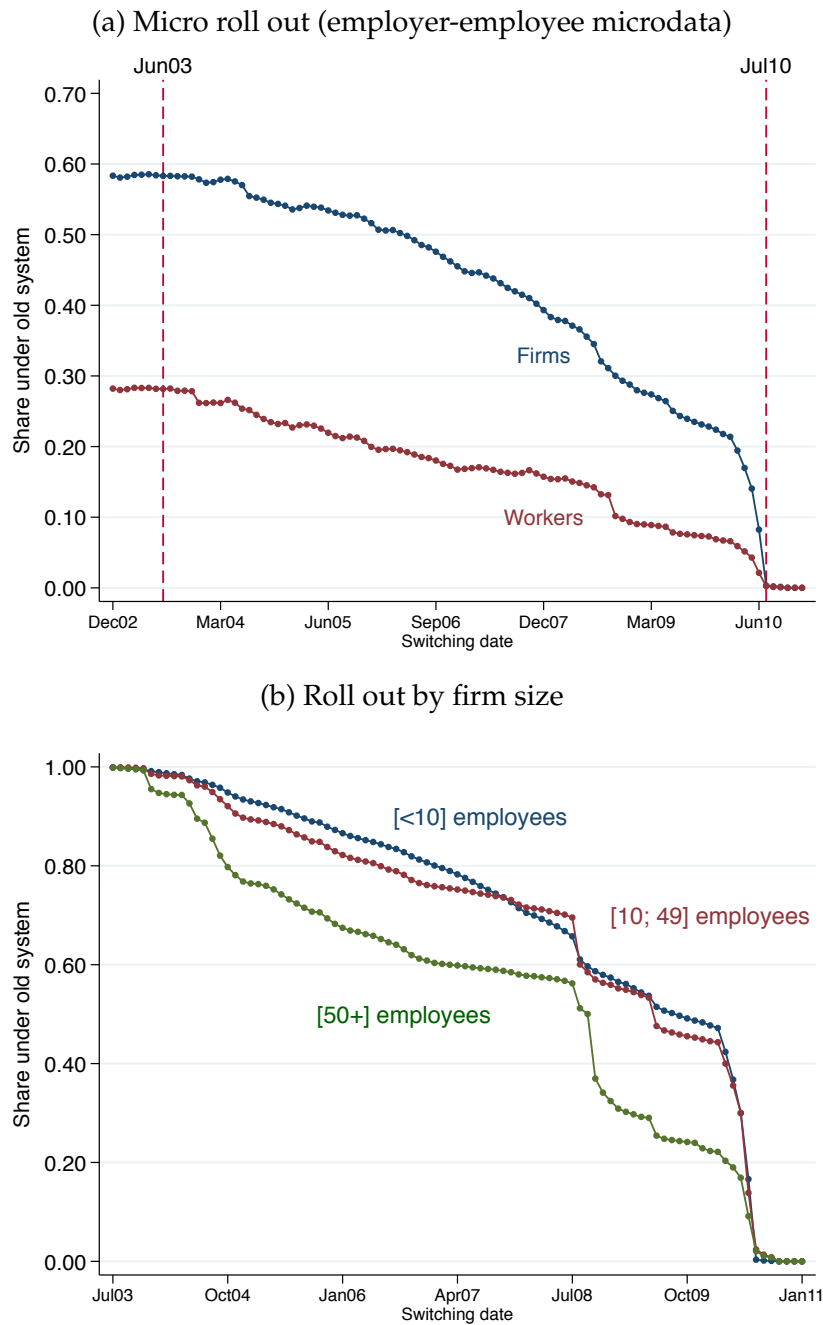 (a) Micro roll out (employer-employee microdata)
Jun03 Jul10
0.70
0.60
0.50
0.40
0.30
0.20
0.10
0.00
Share under old system
Firms
Workers
Dec02 Mar04 Jun05 Sep06 Dec07 Mar09 Jun10
Switching date
(b) Roll out by firm size
1.00
0.80
0.60
0.40
0.20
0.00
Share under old system
[<10] employees
[10; 49] employees
[50+] employees
Jul03 Oct04 Jan06 Apr07 Jul08 Oct09 Jan11
Switching date